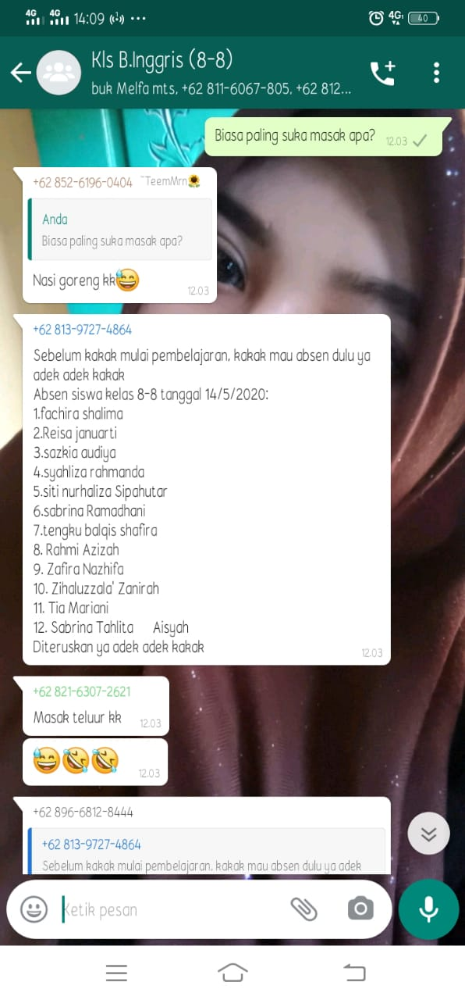 4G 4G 14:09 4G 40
Kls B.Inggris (8-8)
buk Melfa mts, +62 811-6067-805, +62 812...
Biasa paling suka masak apa? 12.03
+62 852-6196-0404 ~TeemMrn🌻
Anda
Biasa paling suka masak apa?
Nasi goreng kk😅
12.03
+62 813-9727-4864
Sebelum kakak mulai pembelajaran, kakak mau absen dulu ya
adek adek kakak
Absen siswa kelas 8-8 tanggal 14/5/2020:
1.fachira shalima
2.Reisa januarti
3.sazkia audiya
4.syahliza rahmanda
5.siti nurhaliza Sipahutar
6.sabrina Ramadhani
7.tengku balqis shafira
8. Rahmi Azizah
9. Zafira Nazhifa
10. Zihaluzzala' Zanirah
11. Tia Mariani
12. Sabrina Tahlita Aisyah
Diteruskan ya adek adek kakak
12.03
+62 821-6307-2621
Masak teluur kk 12.03
😅🤣🤣 12.03
+62 896-6812-8444
+62 813-9727-4864
Sebelum kakak mulai pembelajaran, kakak mau absen dulu ya adek
Ketik pesan